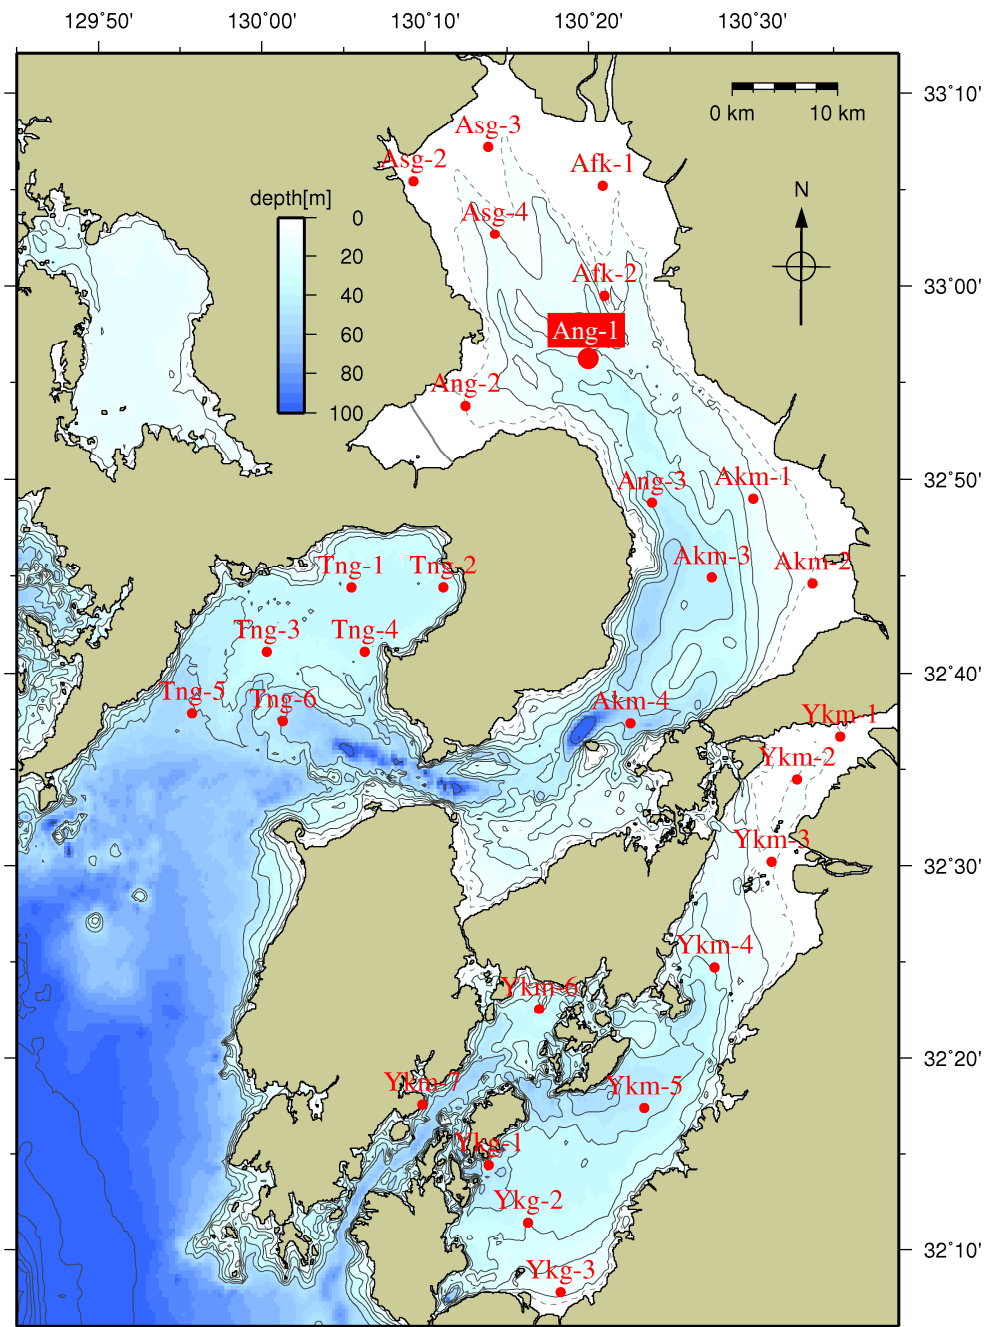 129°50' 130°00' 130°10' 130°20' 130°30'
33°10'
0 km 10 km
Asg-3
Asg-2
Afk-1
N
depth[m]
0
20
40
60
80
100
Asg-4
Afk-2
33°00'
Ang-1
Ang-2
32°50'
Ang-3
Akm-1
Tng-1
Tng-2
Akm-3
Akm-2
Tng-3
Tng-4
32°40'
Tng-5
Tng-6
Akm-4
Ykm-1
Ykm-2
Ykm-3
32°30'
Ykm-4
Ykm-6
32°20'
Ykm-7
Ykm-5
Ykg-1
Ykg-2
32°10'
Ykg-3